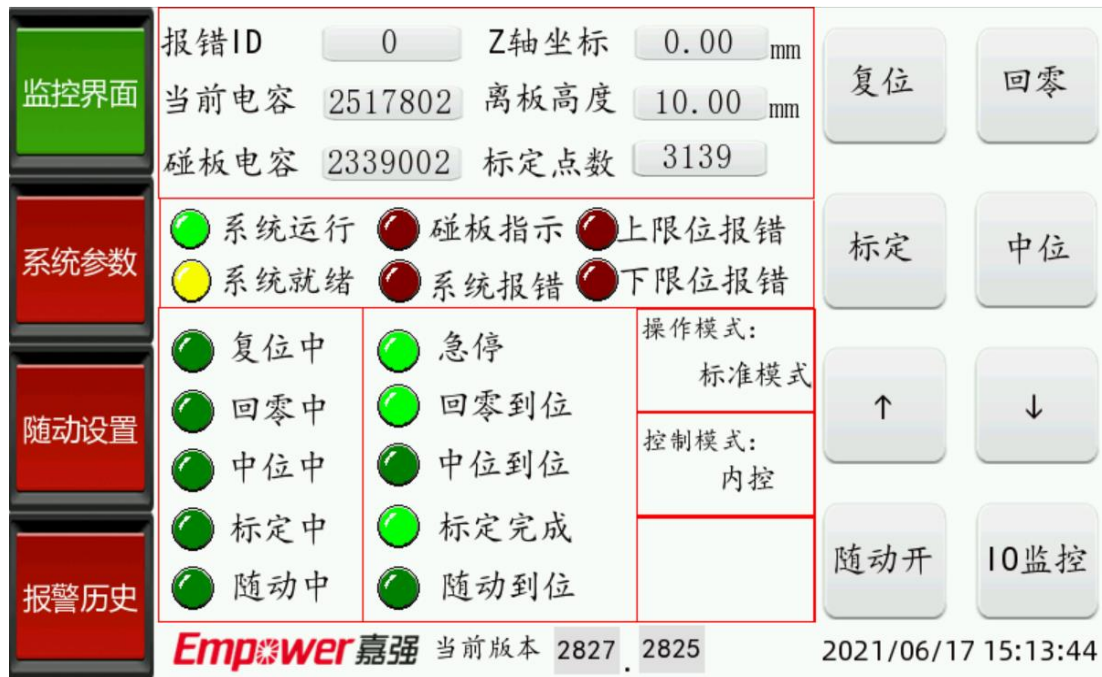 监控界面
系统参数
随动设置
报警历史
报错ID 0 Z轴坐标 0.00 mm
当前电容 2517802 离板高度 10.00 mm
碰板电容 2339002 标定点数 3139
系统运行 碰板指示 上限位报错
系统就绪 系统报错 下限位报错
复位中 急停
回零中 回零到位
中位中 中位到位
标定中 标定完成
随动中 随动到位
操作模式:
标准模式
控制模式:
内控
复位 回零
标定 中位
↑ ↓
随动开 IO监控
Empower 嘉强 当前版本 2827 . 2825 2021/06/17 15:13:44